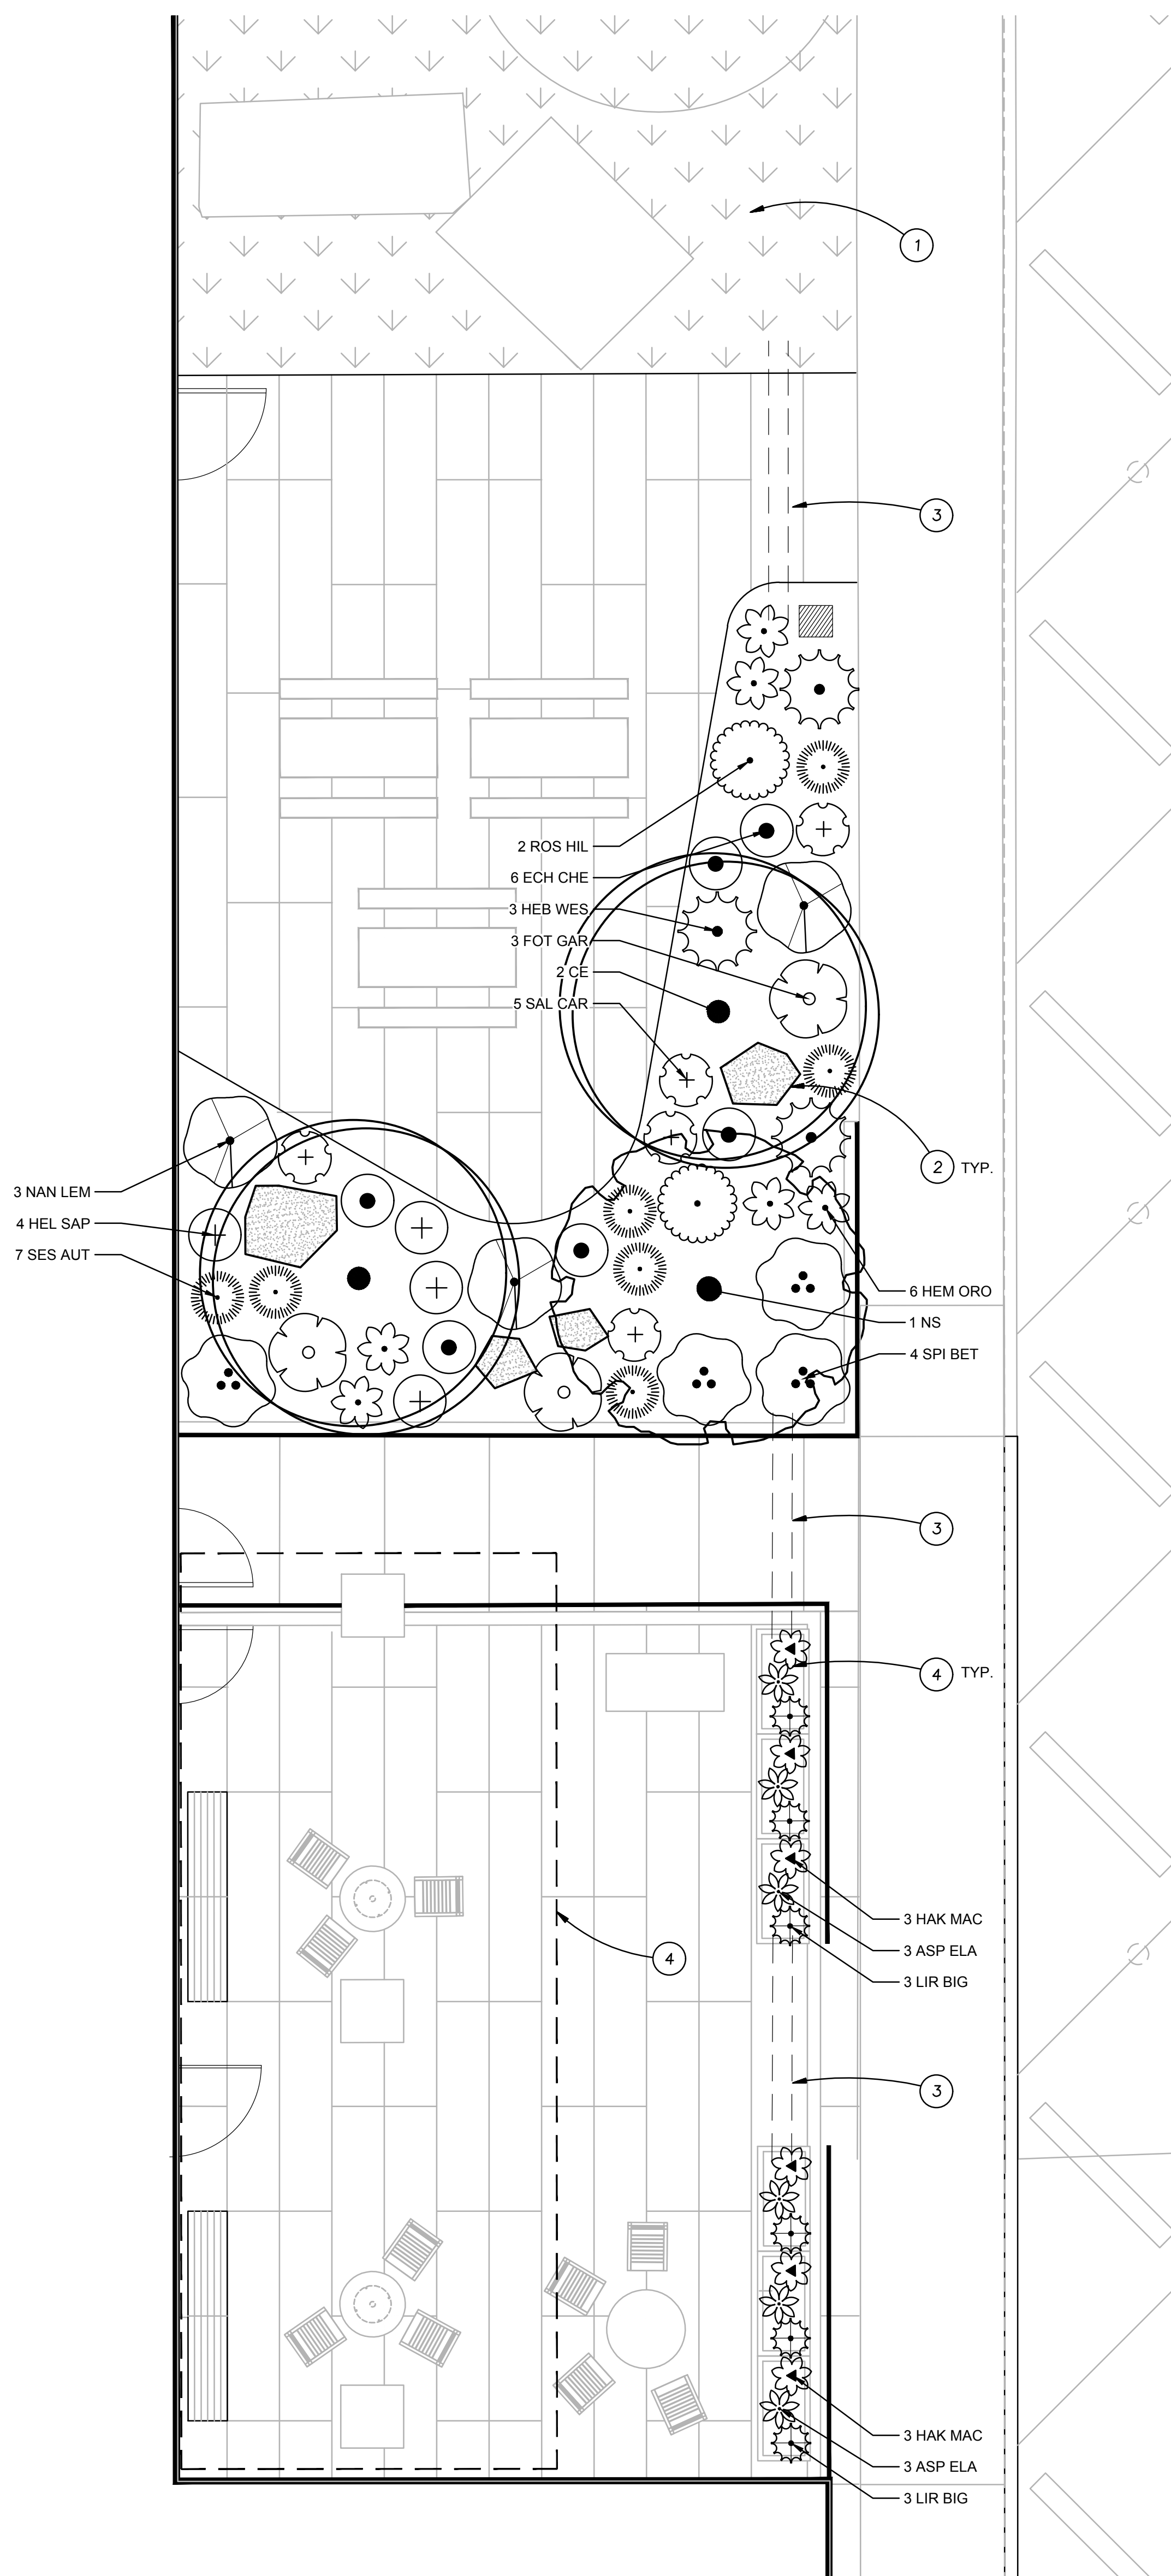 1
3
2 ROS HIL
6 ECH CHE
3 HEB WES
3 FOT GAR
2 CE
5 SAL CAR
2 TYP.
3 NAN LEM
4 HEL SAP
7 SES AUT
6 HEM ORO
1 NS
4 SPI BET
3
4 TYP.
3 HAK MAC
3 ASP ELA
3 LIR BIG
4
3
3 HAK MAC
3 ASP ELA
3 LIR BIG